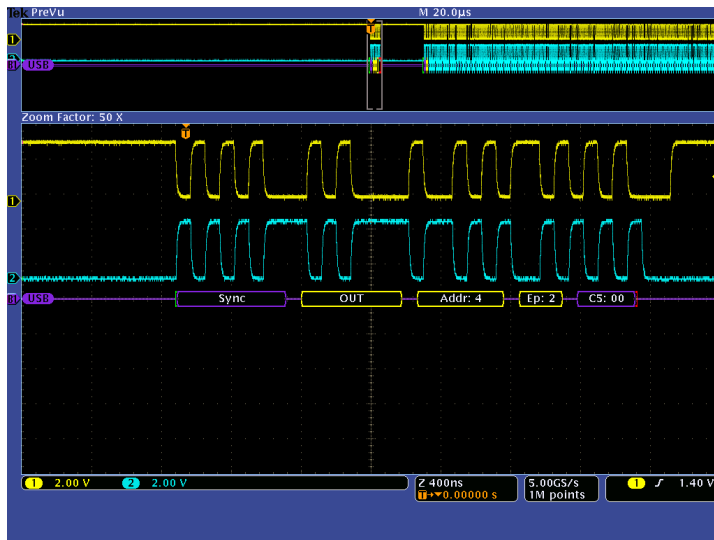 Tek PreVu M 20.0µs
T
1
2
B1 USB
Zoom Factor: 50 X
T
1
2
B1 USB Sync OUT Addr: 4 Ep: 2 C5: 00
1 2.00 V 2 2.00 V Z 400ns 5.00GS/s 1 1.40 V
T→▼0.00000 s 1M points